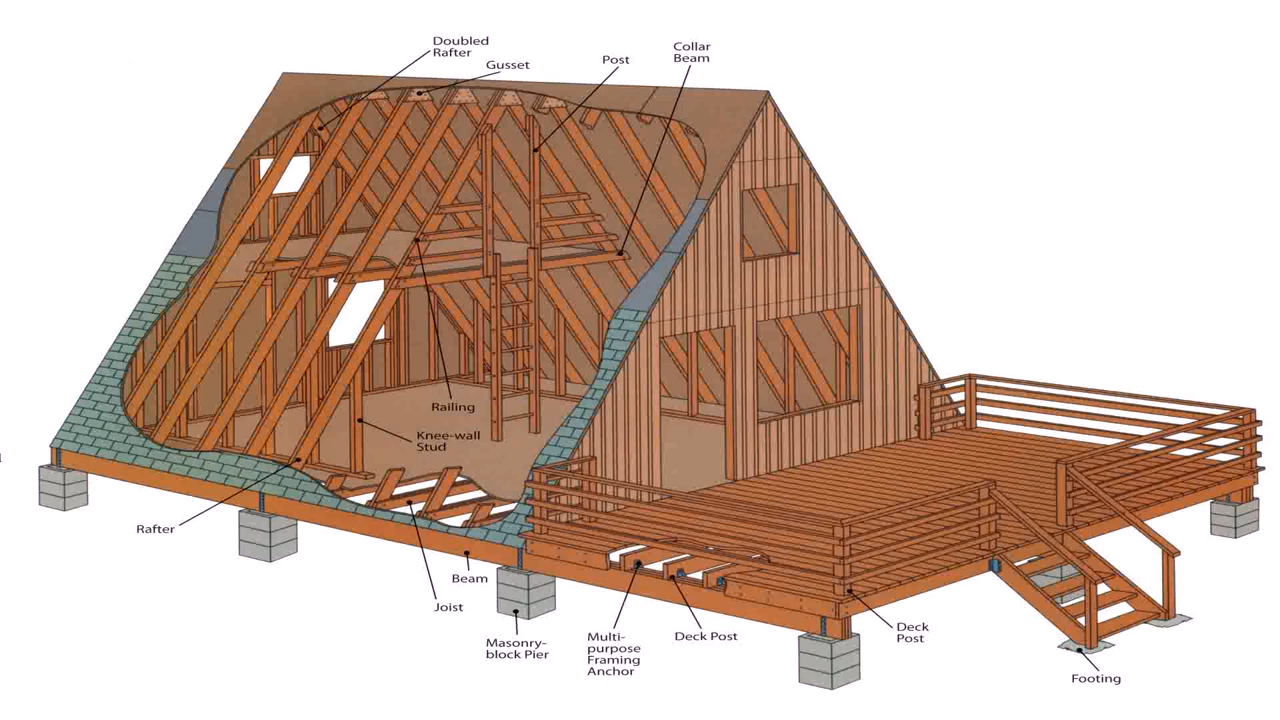 Doubled
Rafter
Gusset
Post
Collar
Beam
Railing
Knee-wall
Stud
Rafter
Beam
Joist
Masonry-
block Pier
Multi-
purpose
Framing
Anchor
Deck Post
Deck
Post
Footing